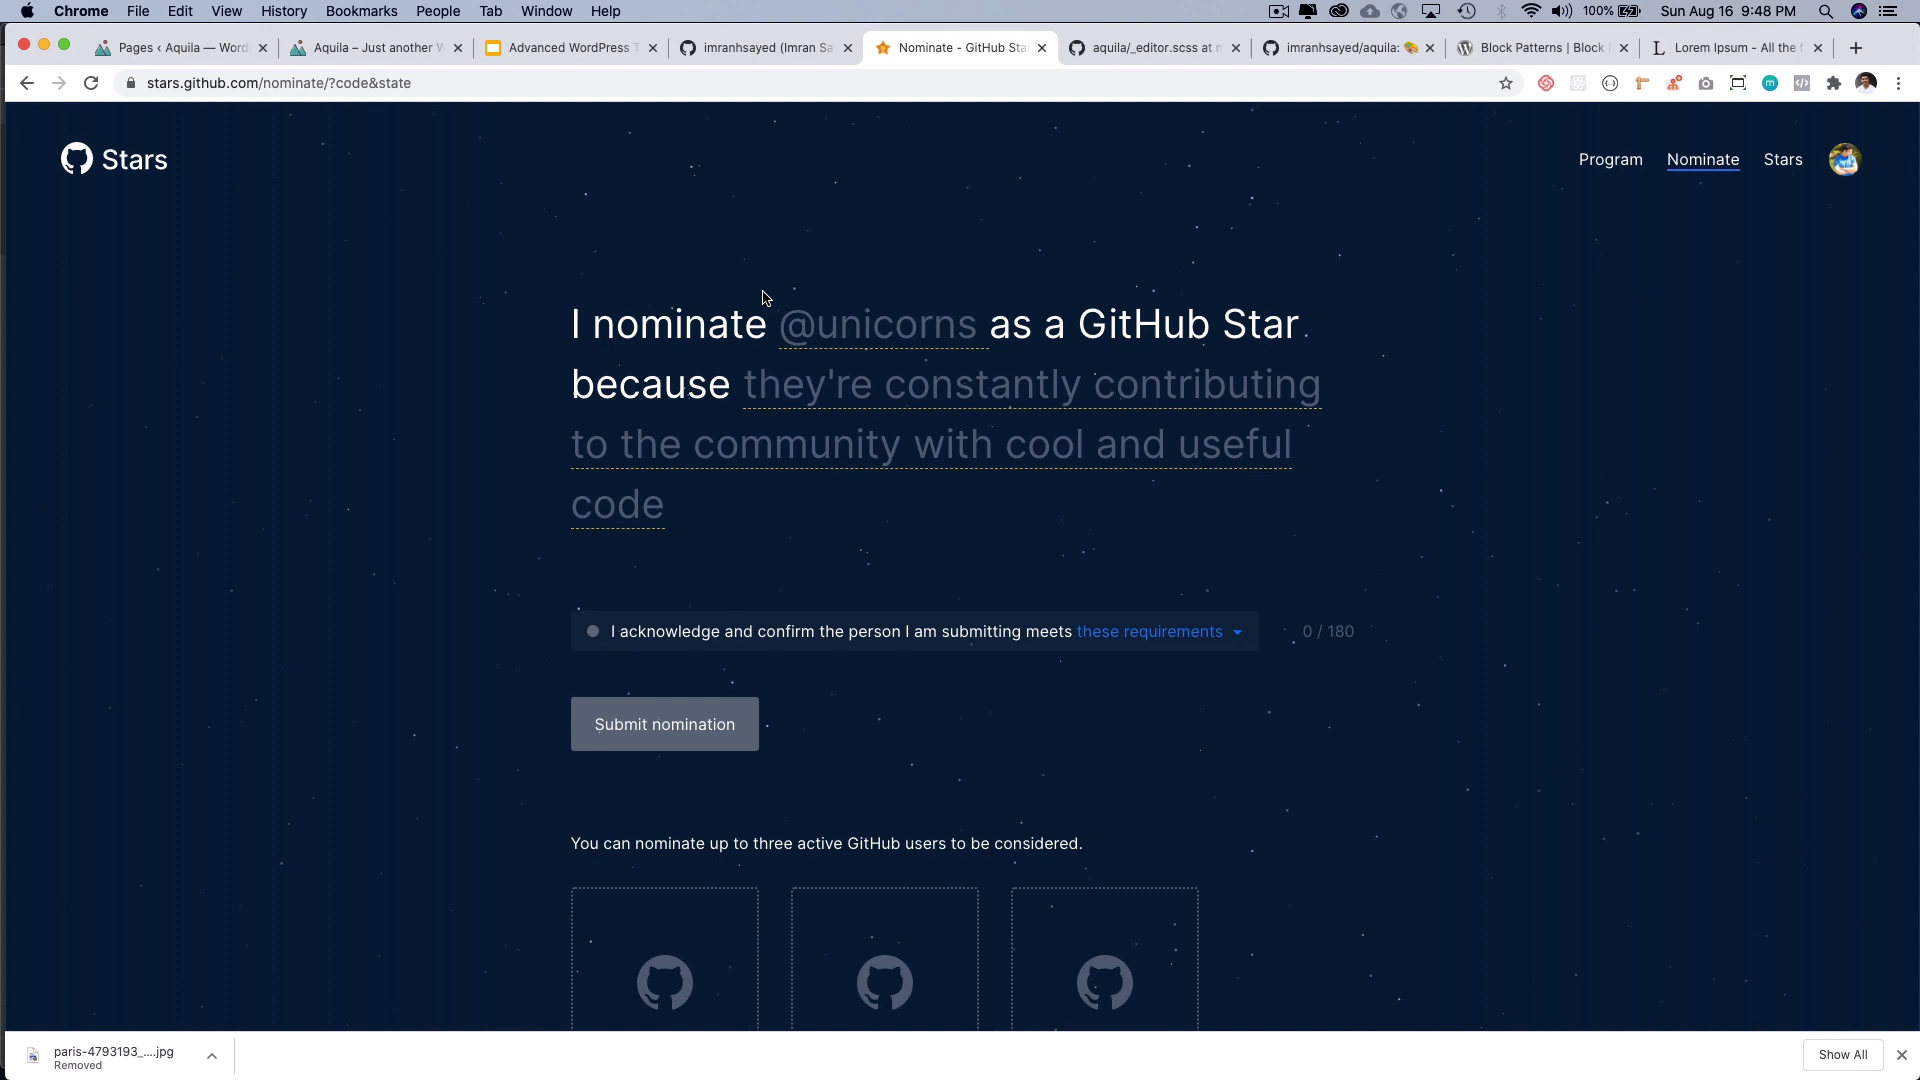 Chrome File Edit View History Bookmarks People Tab Window Help 100% Sun Aug 16 9:48 PM
Pages ‹ Aquila — Word Aquila – Just another W Advanced WordPress T imranhsayed (Imran Sa Nominate - GitHub Sta aquila/_editor.scss at m imranhsayed/aquila: Block Patterns | Block Lorem Ipsum - All the f
stars.github.com/nominate/?code&state
Stars Program Nominate Stars
I nominate @unicorns as a GitHub Star
because they're constantly contributing
to the community with cool and useful
code
I acknowledge and confirm the person I am submitting meets these requirements 0 / 180
Submit nomination
You can nominate up to three active GitHub users to be considered.
paris-4793193_....jpg
Removed
Show All